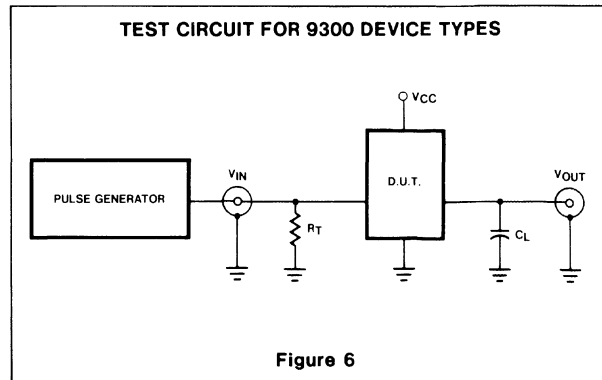 TEST CIRCUIT FOR 9300 DEVICE TYPES
VCC
VIN
VOUT
PULSE GENERATOR
D.U.T.
RT
CL
Figure 6